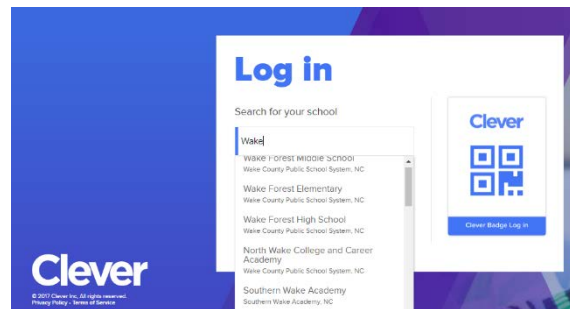 Log in
Search for your school
Wake
Wake Forest Middle School
Wake County Public School System, NC
Wake Forest Elementary
Wake County Public School System, NC
Wake Forest High School
Wake County Public School System, NC
North Wake College and Career
Academy
Wake County Public School System, NC
Southern Wake Academy
Southern Wake Academy, NC
Clever
Clever Badge Log in
Clever
© 2017 Clever Inc. All rights reserved.
Privacy Policy - Terms of Service